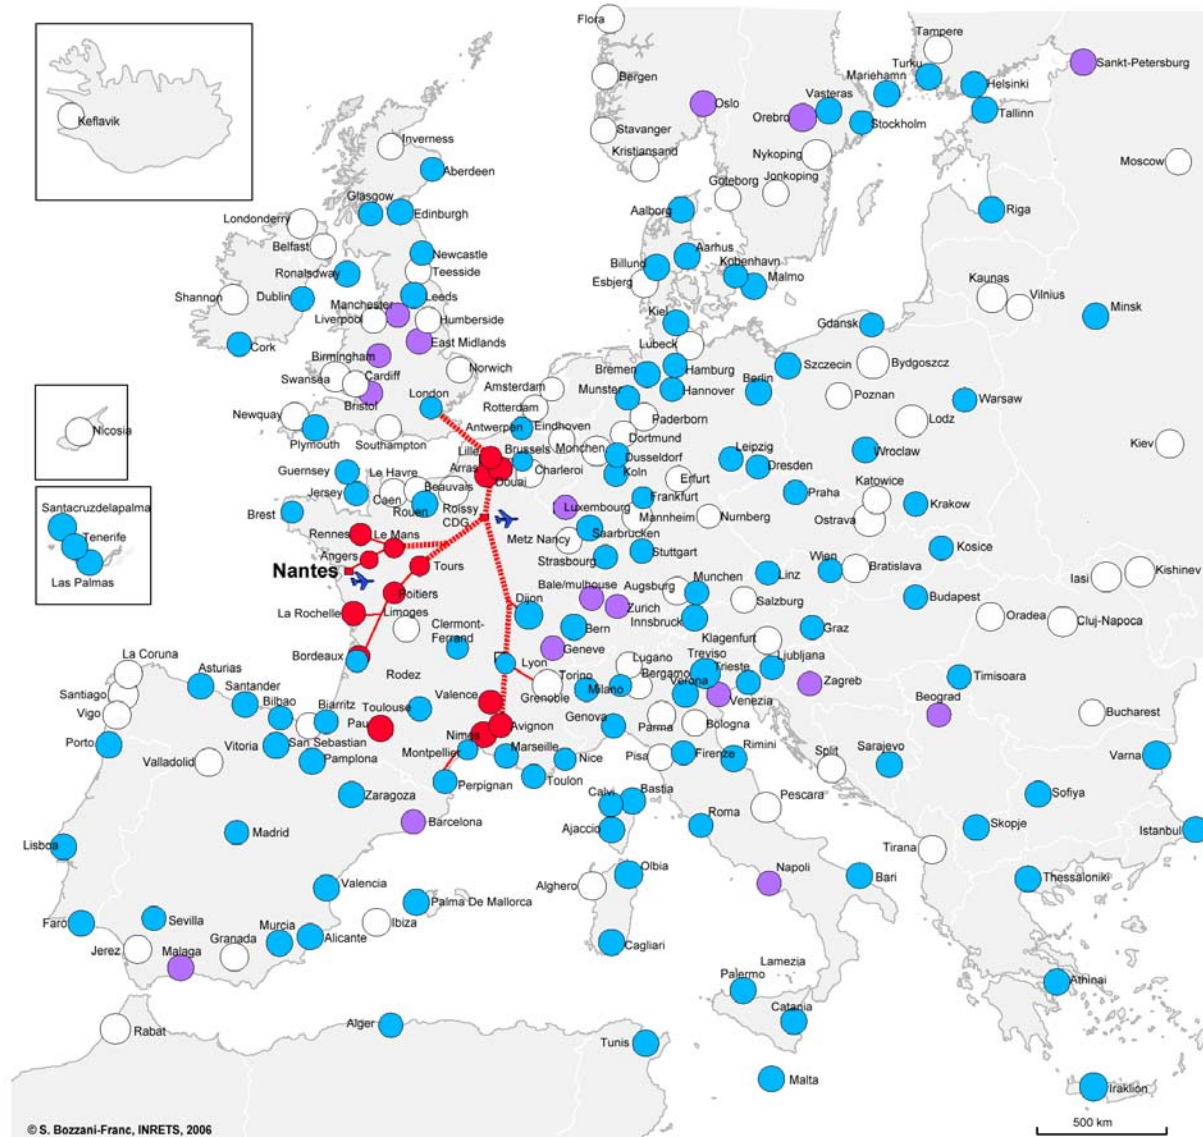 Flora
Tampere
Turku
Sankt-Petersburg
Bergen
Mariehamn
Helsinki
Keflavik
Oslo
Vasteras
Orebro
Stockholm
Tallinn
Stavanger
Inverness
Kristiansand
Nykoping
Moscow
Aberdeen
Goteborg
Jonkoping
Glasgow
Edinburgh
Aalborg
Riga
Londonderry
Belfast
Newcastle
Aarhus
Ronalsdway
Teesside
Billund
Kobenhavn
Malmo
Esbjerg
Kaunas
Vilnius
Shannon
Dublin
Manchester
Leeds
Liverpool
Humberside
Kiel
Gdansk
Minsk
Cork
East Midlands
Lübeck
Birmingham
Norwich
Bremen
Hamburg
Szczecin
Bydgoszcz
Swansea
Cardiff
Amsterdam
Munster
Hannover
Berlin
Poznan
Warsaw
Bristol
London
Rotterdam
Newquay
Paderborn
Lodz
Nicosia
Plymouth
Southampton
Antwerpen
Eindhoven
Dortmund
Kiev
Lille
Brussels
Monchen
Dusseldorf
Leipzig
Wroclaw
Guernsey
Le Havre
Arras
Douai
Charleroi
Koln
Erfurt
Dresden
Katowice
Jersey
Caen
Beauvais
Rouen
Roissy
CDG
Luxembourg
Frankfurt
Praha
Krakow
Santacruzdelapalma
Brest
Mannheim
Nurnberg
Ostrava
Tenerife
Rennes
Le Mans
Metz Nancy
Saarbrucken
Kosice
Las Palmas
Angers
Strasbourg
Stuttgart
Wien
Bratislava
Nantes
Tours
Linz
Iasi
Kishinev
Bale/mulhouse
Augsburg
Munchen
Poitiers
Salzburg
Budapest
La Rochelle
Limoges
Dijon
Zurich
Innsbruck
Oradea
Cluj-Napoca
Clermont-
Ferrand
Bern
Klagenfurt
Graz
Bordeaux
Geneve
Lugano
Treviso
Ljubljana
La Coruna
Asturias
Lyon
Bergamo
Trieste
Rodez
Torino
Timisoara
Santiago
Santander
Valence
Grenoble
Milano
Verona
Venezia
Zagreb
Bilbao
Toulouse
Biarritz
Vigo
Pau
Avignon
Genova
Beograd
Bucharest
Porto
Vitoria
San Sebastian
Nimes
Parma
Bologna
Montpellier
Marseille
Valladolid
Pamplona
Nice
Pisa
Firenze
Rimini
Split
Sarajevo
Varna
Perpignan
Toulon
Zaragoza
Calvi
Bastia
Pescara
Sofiya
Madrid
Barcelona
Ajaccio
Roma
Skopje
Istanbul
Lisboa
Tirana
Olbia
Napoli
Valencia
Alghero
Bari
Thessaloniki
Palma De Mallorca
Faro
Sevilla
Murcia
Ibiza
Jerez
Granada
Alicante
Cagliari
Malaga
Lamezia
Palermo
Athinai
Catania
Rabat
Alger
Tunis
Malta
Iraklion
© S. Bozzani-Franc, INRETS, 2006
500 km